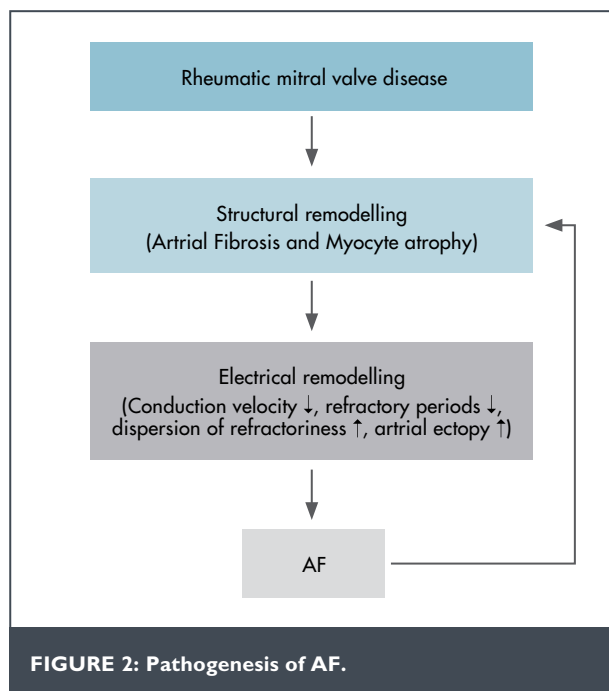 Rheumatic mitral valve disease
Structural remodelling
(Artrial Fibrosis and Myocyte atrophy)
Electrical remodelling
(Conduction velocity ↓, refractory periods ↓,
dispersion of refractoriness ↑, artrial ectopy ↑)
AF
FIGURE 2: Pathogenesis of AF.